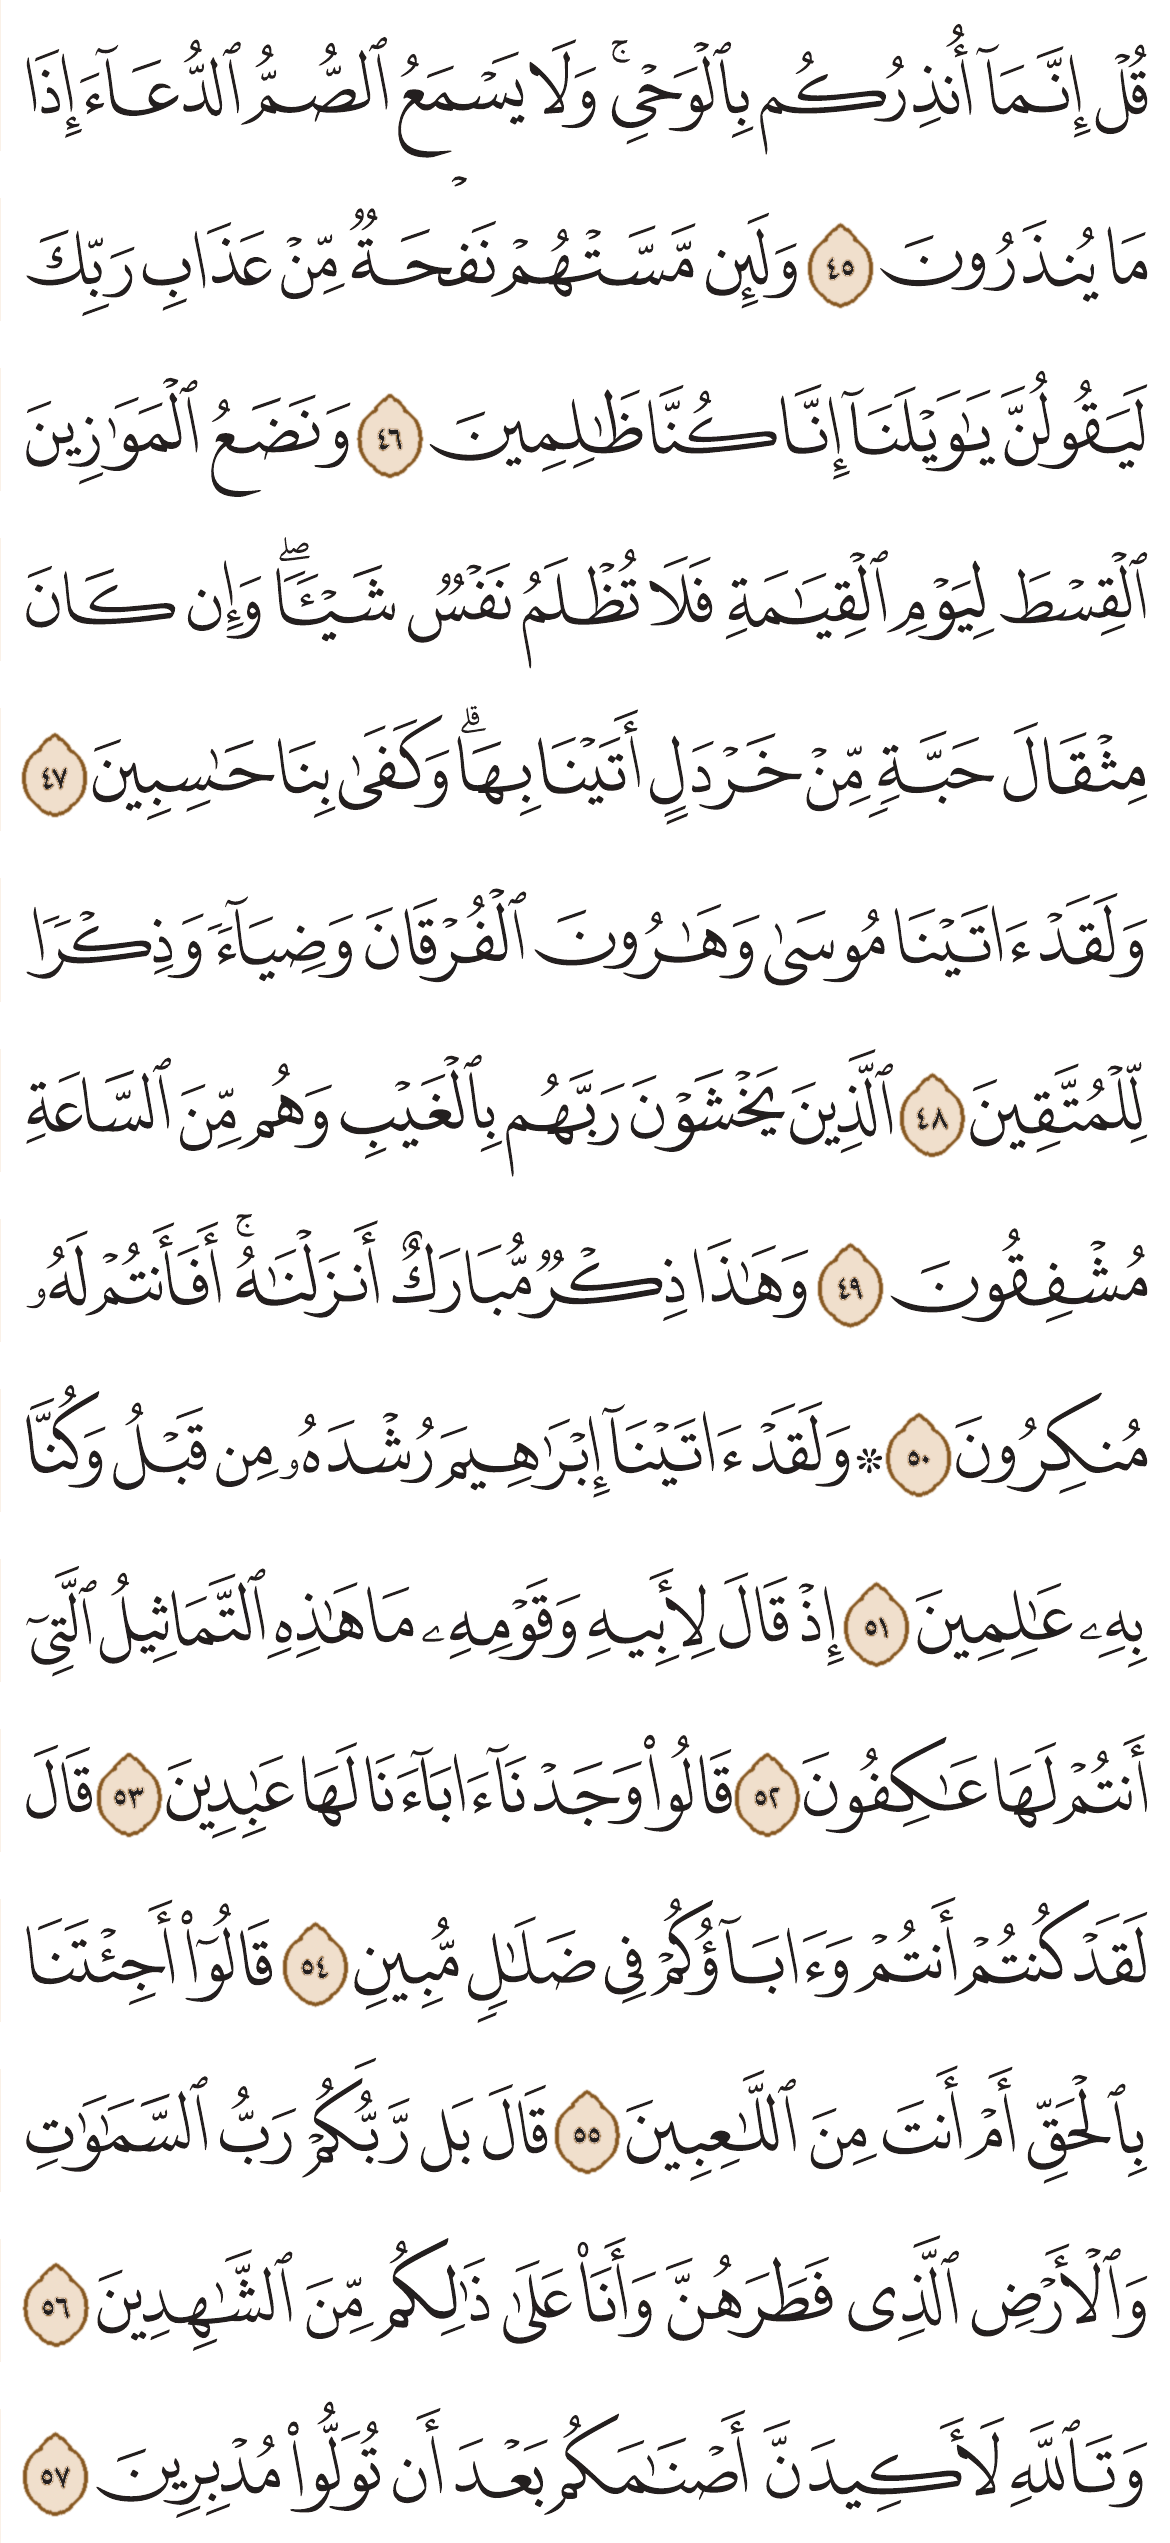 قُلْ إِنَّمَآ أُنذِرُكُم بِٱلْوَحْىِ ۚ وَلَا يَسْمَعُ ٱلصُّمُّ ٱلدُّعَآءَ إِذَا
مَا يُنذَرُونَ ٤٥ وَلَئِن مَّسَّتْهُمْ نَفْحَةٌ مِّنْ عَذَابِ رَبِّكَ
لَيَقُولُنَّ يَٰوَيْلَنَآ إِنَّا كُنَّا ظَٰلِمِينَ ٤٦ وَنَضَعُ ٱلْمَوَٰزِينَ
ٱلْقِسْطَ لِيَوْمِ ٱلْقِيَٰمَةِ فَلَا تُظْلَمُ نَفْسٌ شَيْـًٔا ۖ وَإِن كَانَ
مِثْقَالَ حَبَّةٍ مِّنْ خَرْدَلٍ أَتَيْنَا بِهَا ۗ وَكَفَىٰ بِنَا حَٰسِبِينَ ٤٧
وَلَقَدْ ءَاتَيْنَا مُوسَىٰ وَهَٰرُونَ ٱلْفُرْقَانَ وَضِيَآءً وَذِكْرًا
لِّلْمُتَّقِينَ ٤٨ ٱلَّذِينَ يَخْشَوْنَ رَبَّهُم بِٱلْغَيْبِ وَهُم مِّنَ ٱلسَّاعَةِ
مُشْفِقُونَ ٤٩ وَهَٰذَا ذِكْرٌ مُّبَارَكٌ أَنزَلْنَٰهُ ۚ أَفَأَنتُمْ لَهُۥ
مُنكِرُونَ ٥٠ ۞ وَلَقَدْ ءَاتَيْنَآ إِبْرَٰهِيمَ رُشْدَهُۥ مِن قَبْلُ وَكُنَّا
بِهِۦ عَٰلِمِينَ ٥١ إِذْ قَالَ لِأَبِيهِ وَقَوْمِهِۦ مَا هَٰذِهِ ٱلتَّمَاثِيلُ ٱلَّتِىٓ
أَنتُمْ لَهَا عَٰكِفُونَ ٥٢ قَالُوا۟ وَجَدْنَآ ءَابَآءَنَا لَهَا عَٰبِدِينَ ٥٣ قَالَ
لَقَدْ كُنتُمْ أَنتُمْ وَءَابَآؤُكُمْ فِى ضَلَٰلٍ مُّبِينٍ ٥٤ قَالُوٓا۟ أَجِئْتَنَا
بِٱلْحَقِّ أَمْ أَنتَ مِنَ ٱللَّٰعِبِينَ ٥٥ قَالَ بَل رَّبُّكُمْ رَبُّ ٱلسَّمَٰوَٰتِ
وَٱلْأَرْضِ ٱلَّذِى فَطَرَهُنَّ وَأَنَا۠ عَلَىٰ ذَٰلِكُم مِّنَ ٱلشَّٰهِدِينَ ٥٦
وَتَٱللَّهِ لَأَكِيدَنَّ أَصْنَٰمَكُم بَعْدَ أَن تُوَلُّوا۟ مُدْبِرِينَ ٥٧